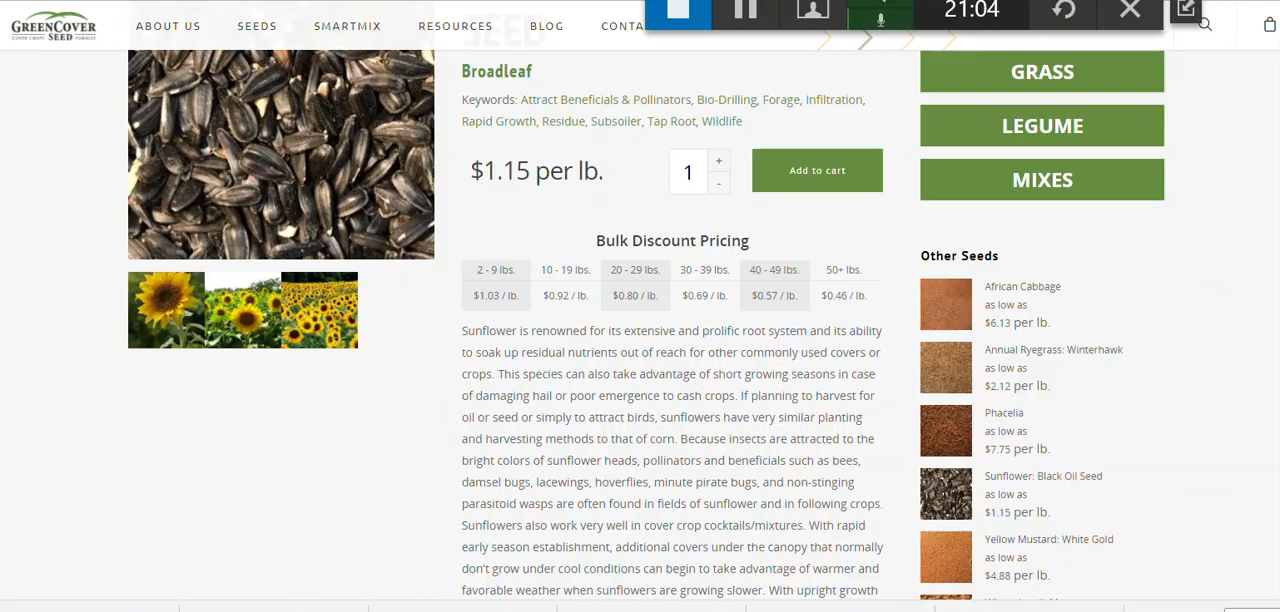 GREENCOVER
SEED
ABOUT US
SEEDS
SMARTMIX
RESOURCES
BLOG
CONTA
21:04
SEED
Broadleaf
Keywords: Attract Beneficials & Pollinators, Bio-Drilling, Forage, Infiltration,
Rapid Growth, Residue, Subsoiler, Tap Root, WIldlife
$1.15 per lb.
1
+
-
Add to cart
Bulk Discount Pricing
2 - 9 lbs. 10 - 19 lbs. 20 - 29 lbs. 30 - 39 lbs. 40 - 49 lbs. 50+ lbs.
$1.03 / lb. $0.92 / lb. $0.80 / lb. $0.69 / lb. $0.57 / lb. $0.46 / lb.
Sunflower is renowned for its extensive and prolific root system and its ability
to soak up residual nutrients out of reach for other commonly used covers or
crops. This species can also take advantage of short growing seasons in case
of damaging hail or poor emergence to cash crops. If planning to harvest for
oil or seed or simply to attract birds, sunflowers have very similar planting
and harvesting methods to that of corn. Because insects are attracted to the
bright colors of sunflower heads, pollinators and beneficials such as bees,
damsel bugs, lacewings, hoverflies, minute pirate bugs, and non-stinging
parasitoid wasps are often found in fields of sunflower and in following crops.
Sunflowers also work very well in cover crop cocktails/mixtures. With rapid
early season establishment, additional covers under the canopy that normally
don't grow under cool conditions can begin to take advantage of warmer and
favorable weather when sunflowers are growing slower. With upright growth
GRASS
LEGUME
MIXES
Other Seeds
African Cabbage
as low as
$6.13 per lb.
Annual Ryegrass: Winterhawk
as low as
$2.12 per lb.
Phacelia
as low as
$7.75 per lb.
Sunflower: Black Oil Seed
as low as
$1.15 per lb.
Yellow Mustard: White Gold
as low as
$4.88 per lb.